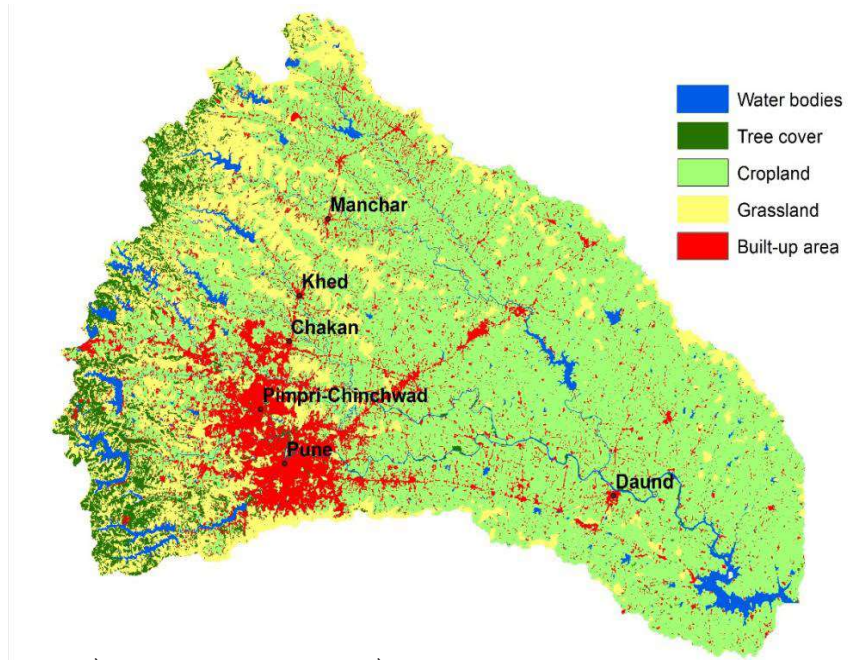 Water bodies
Tree cover
Cropland
Grassland
Built-up area
Manchar
Khed
Chakan
Pimpri-Chinchwad
Pune
Daund